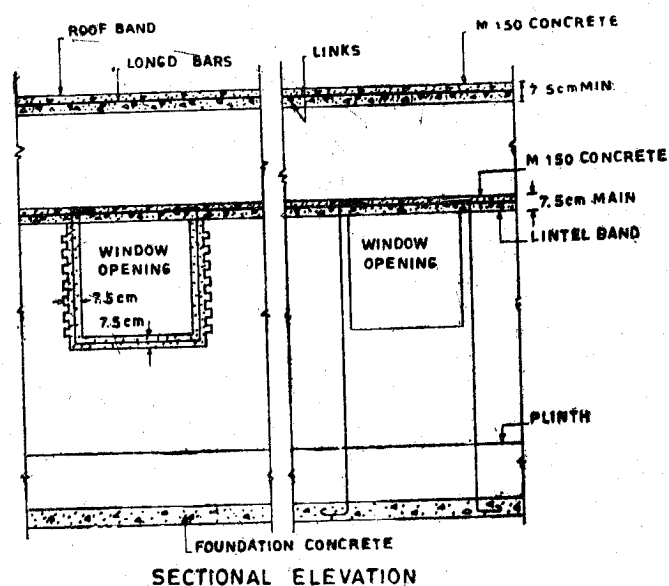 ROOF BAND
M 150 CONCRETE
LONGD BARS
LINKS
7 5cm MIN
M 150 CONCRETE
7.5cm MAIN
LINTEL BAND
WINDOW
OPENING
7.5cm
7.5cm
WINDOW
OPENING
PLINTH
FOUNDATION CONCRETE
SECTIONAL ELEVATION